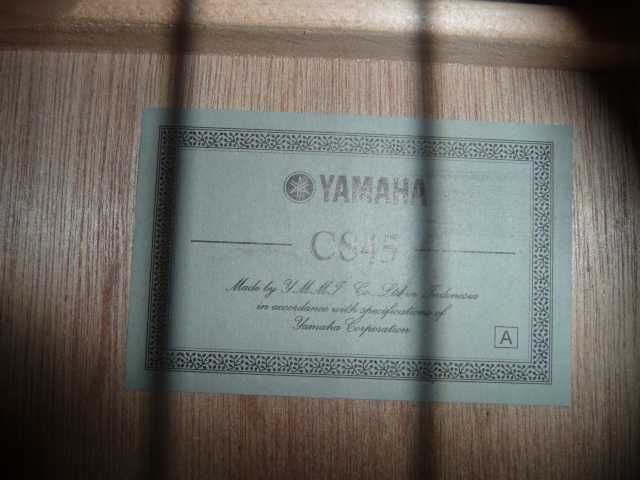 YAMAHA
CS45
Made by Y.M.M.I. Co. Ltd. in Indonesia
in accordance with specifications of
Yamaha Corporation
A